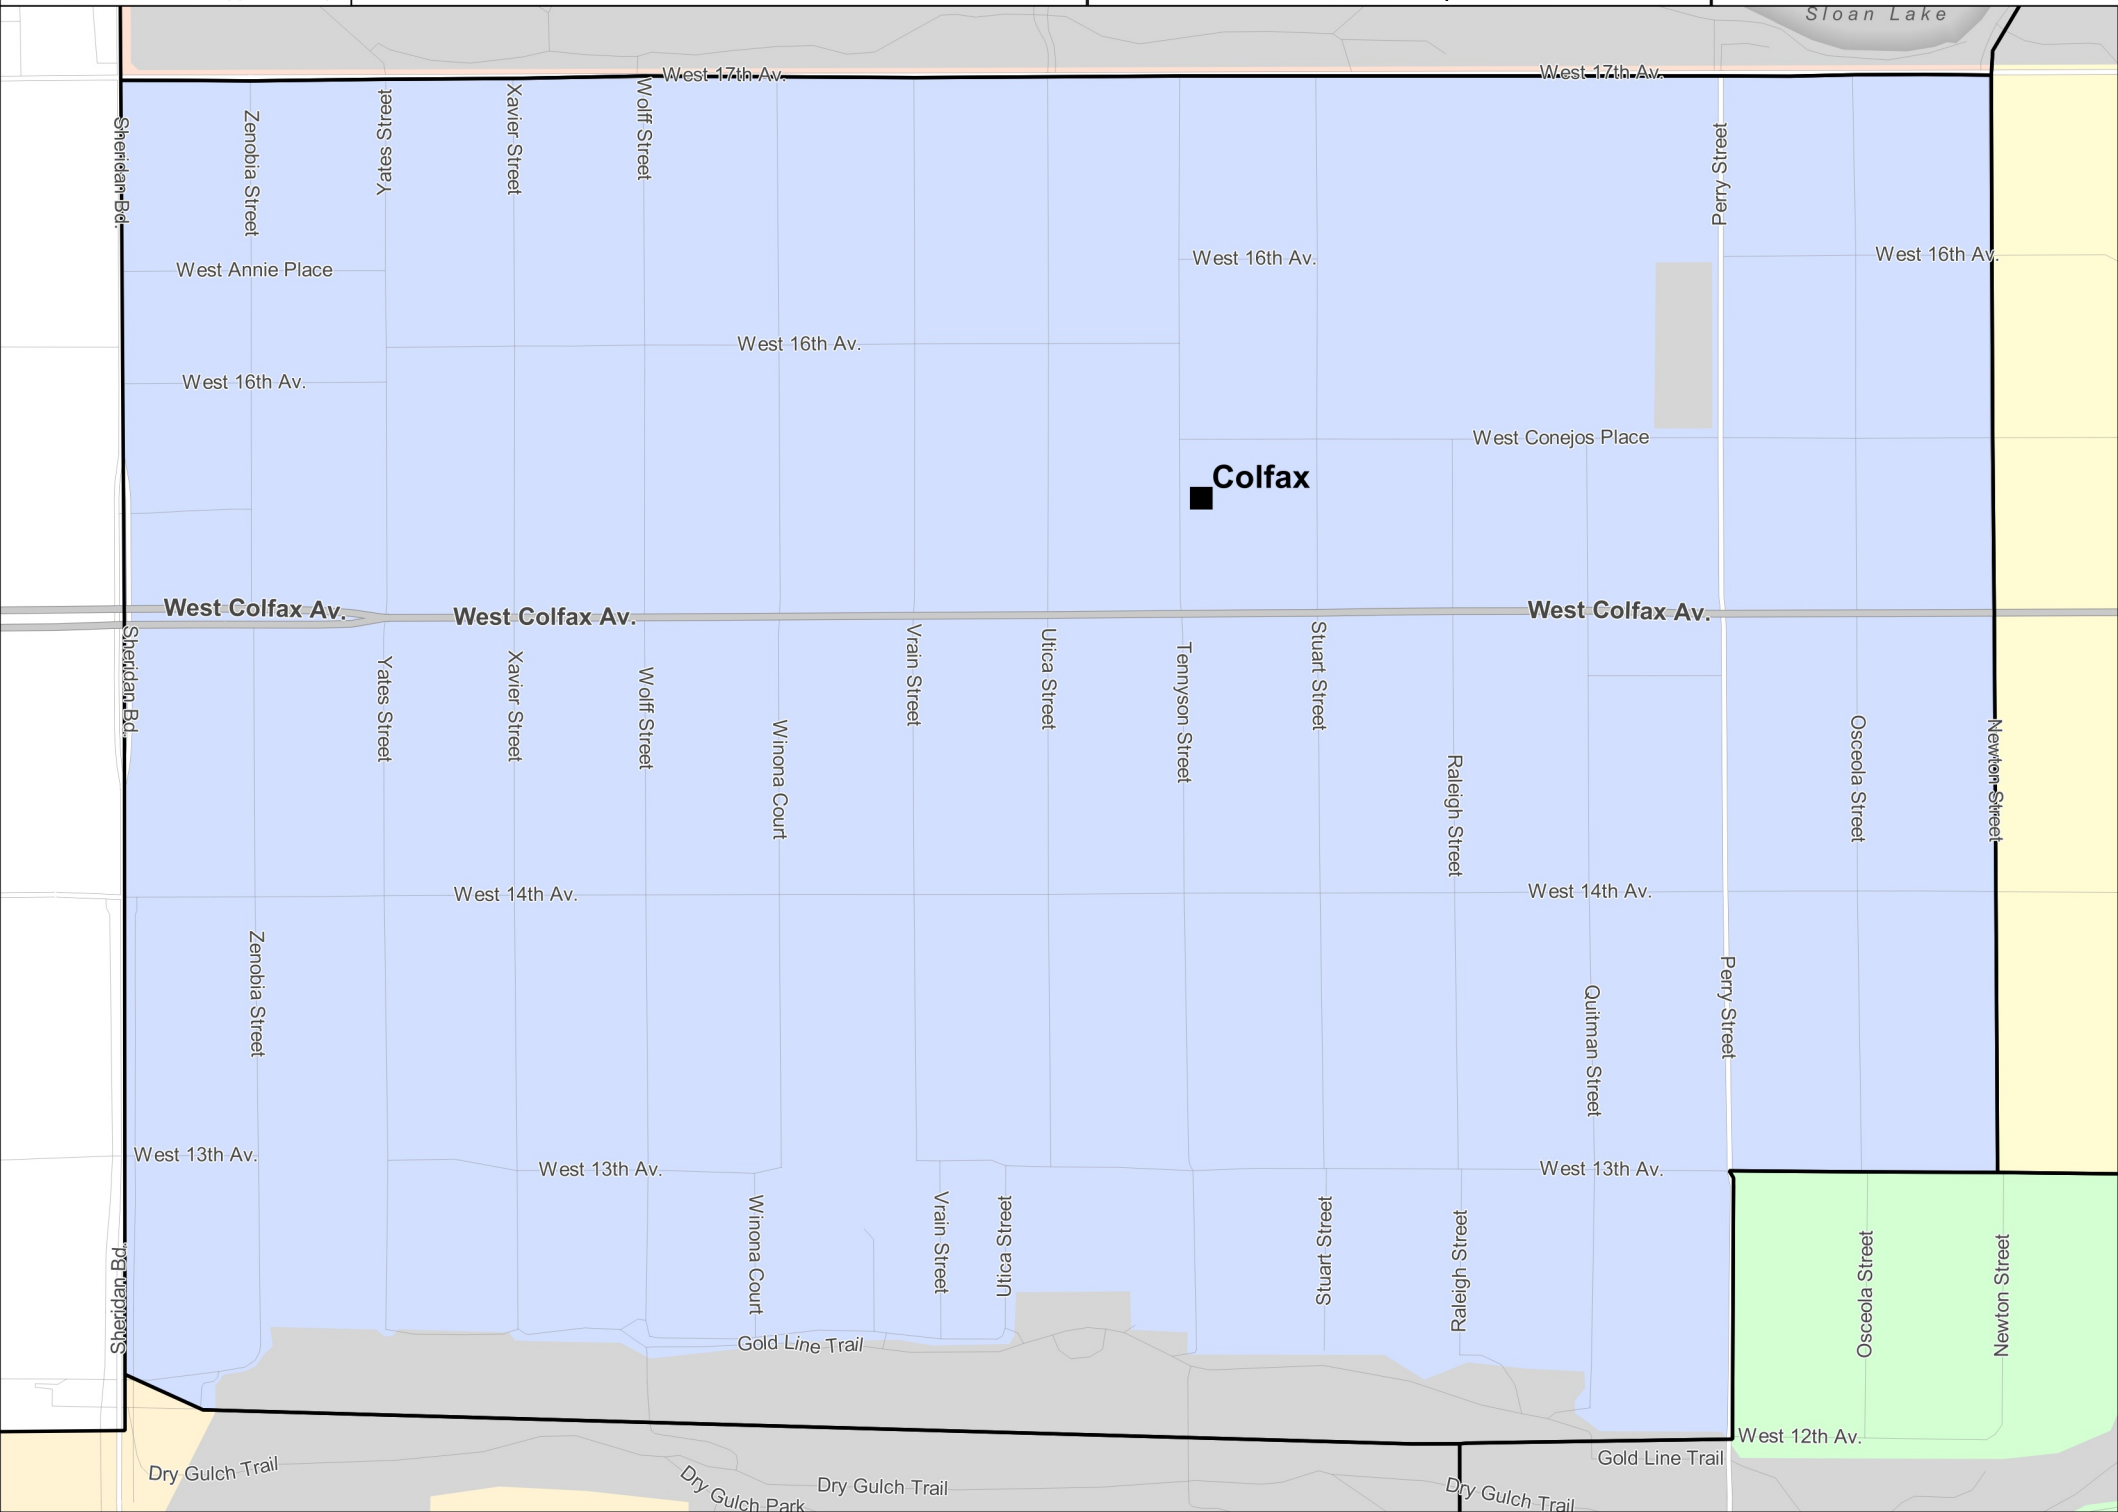 Sloan Lake
West 17th Av.
West 17th Av.
Sheridan Bd.
Zenobia Street
Yates Street
Xavier Street
Wolff Street
Perry Street
West Annie Place
West 16th Av.
West 16th Av.
West 16th Av.
West 16th Av.
West Conejos Place
Colfax
West Colfax Av.
West Colfax Av.
West Colfax Av.
Sheridan Bd.
Yates Street
Xavier Street
Wolff Street
Winona Court
Vrain Street
Utica Street
Tennyson Street
Stuart Street
Raleigh Street
Osceola Street
Newton Street
West 14th Av.
West 14th Av.
Zenobia Street
Quitman Street
Perry Street
West 13th Av.
West 13th Av.
West 13th Av.
Sheridan Bd.
Winona Court
Vrain Street
Utica Street
Stuart Street
Raleigh Street
Osceola Street
Newton Street
Gold Line Trail
West 12th Av.
Gold Line Trail
Dry Gulch Trail
Dry Gulch Park
Dry Gulch Trail
Dry Gulch Trail